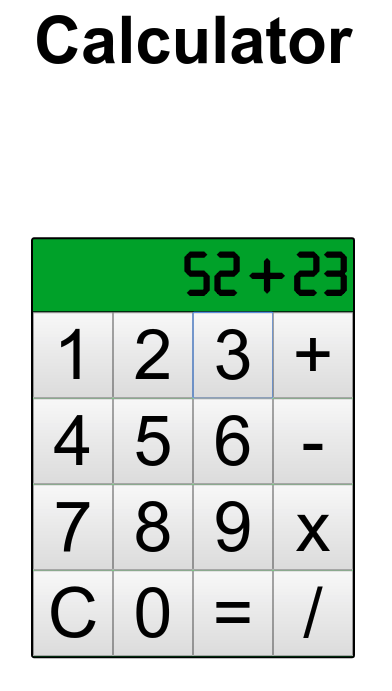 Calculator
52+23
1 2 3 +
4 5 6 -
7 8 9 x
C 0 = /